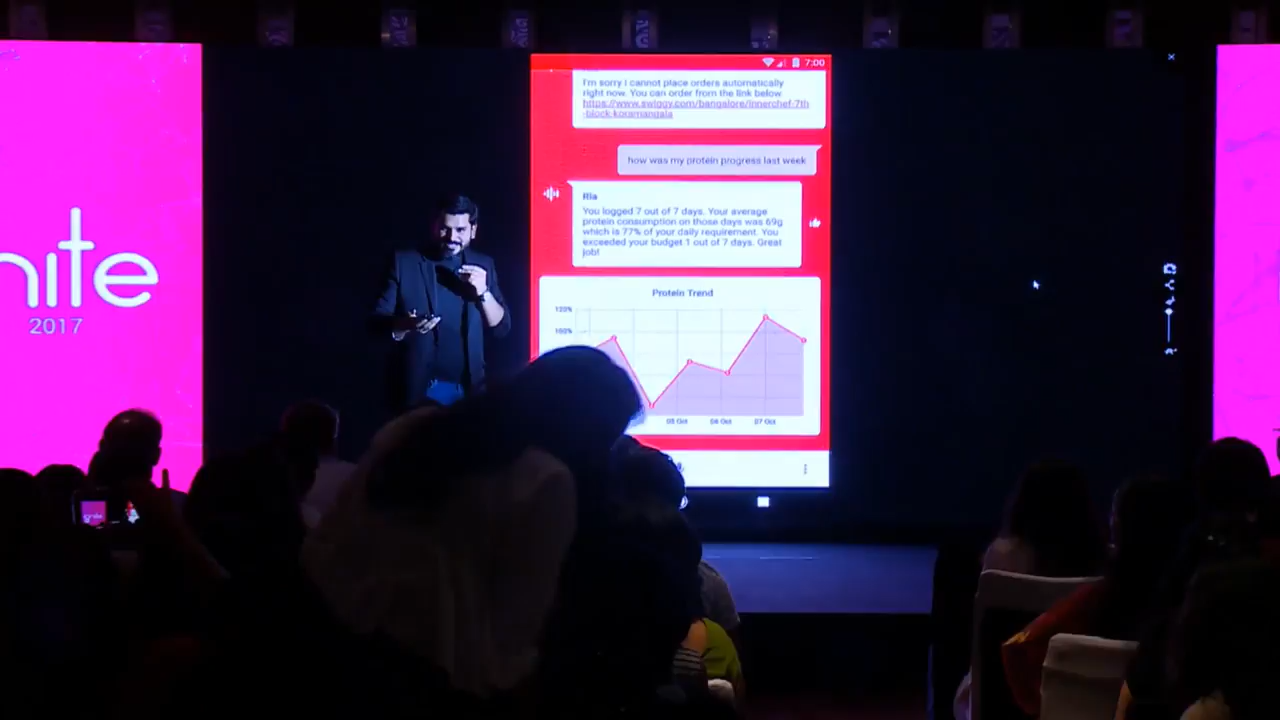 nite
2017
7:00
I'm sorry I cannot place orders automatically
right now. You can order from the link below
https://www.swiggy.com/bangalore/innerchef-7th
-block-koramangala
how was my protein progress last week
Ria
You logged 7 out of 7 days. Your average
protein consumption on those days was 69g
which is 77% of your daily requirement. You
exceeded your budget 1 out of 7 days. Great
job!
Protein Trend
120%
100%
05 Oct 06 Oct 07 Oct